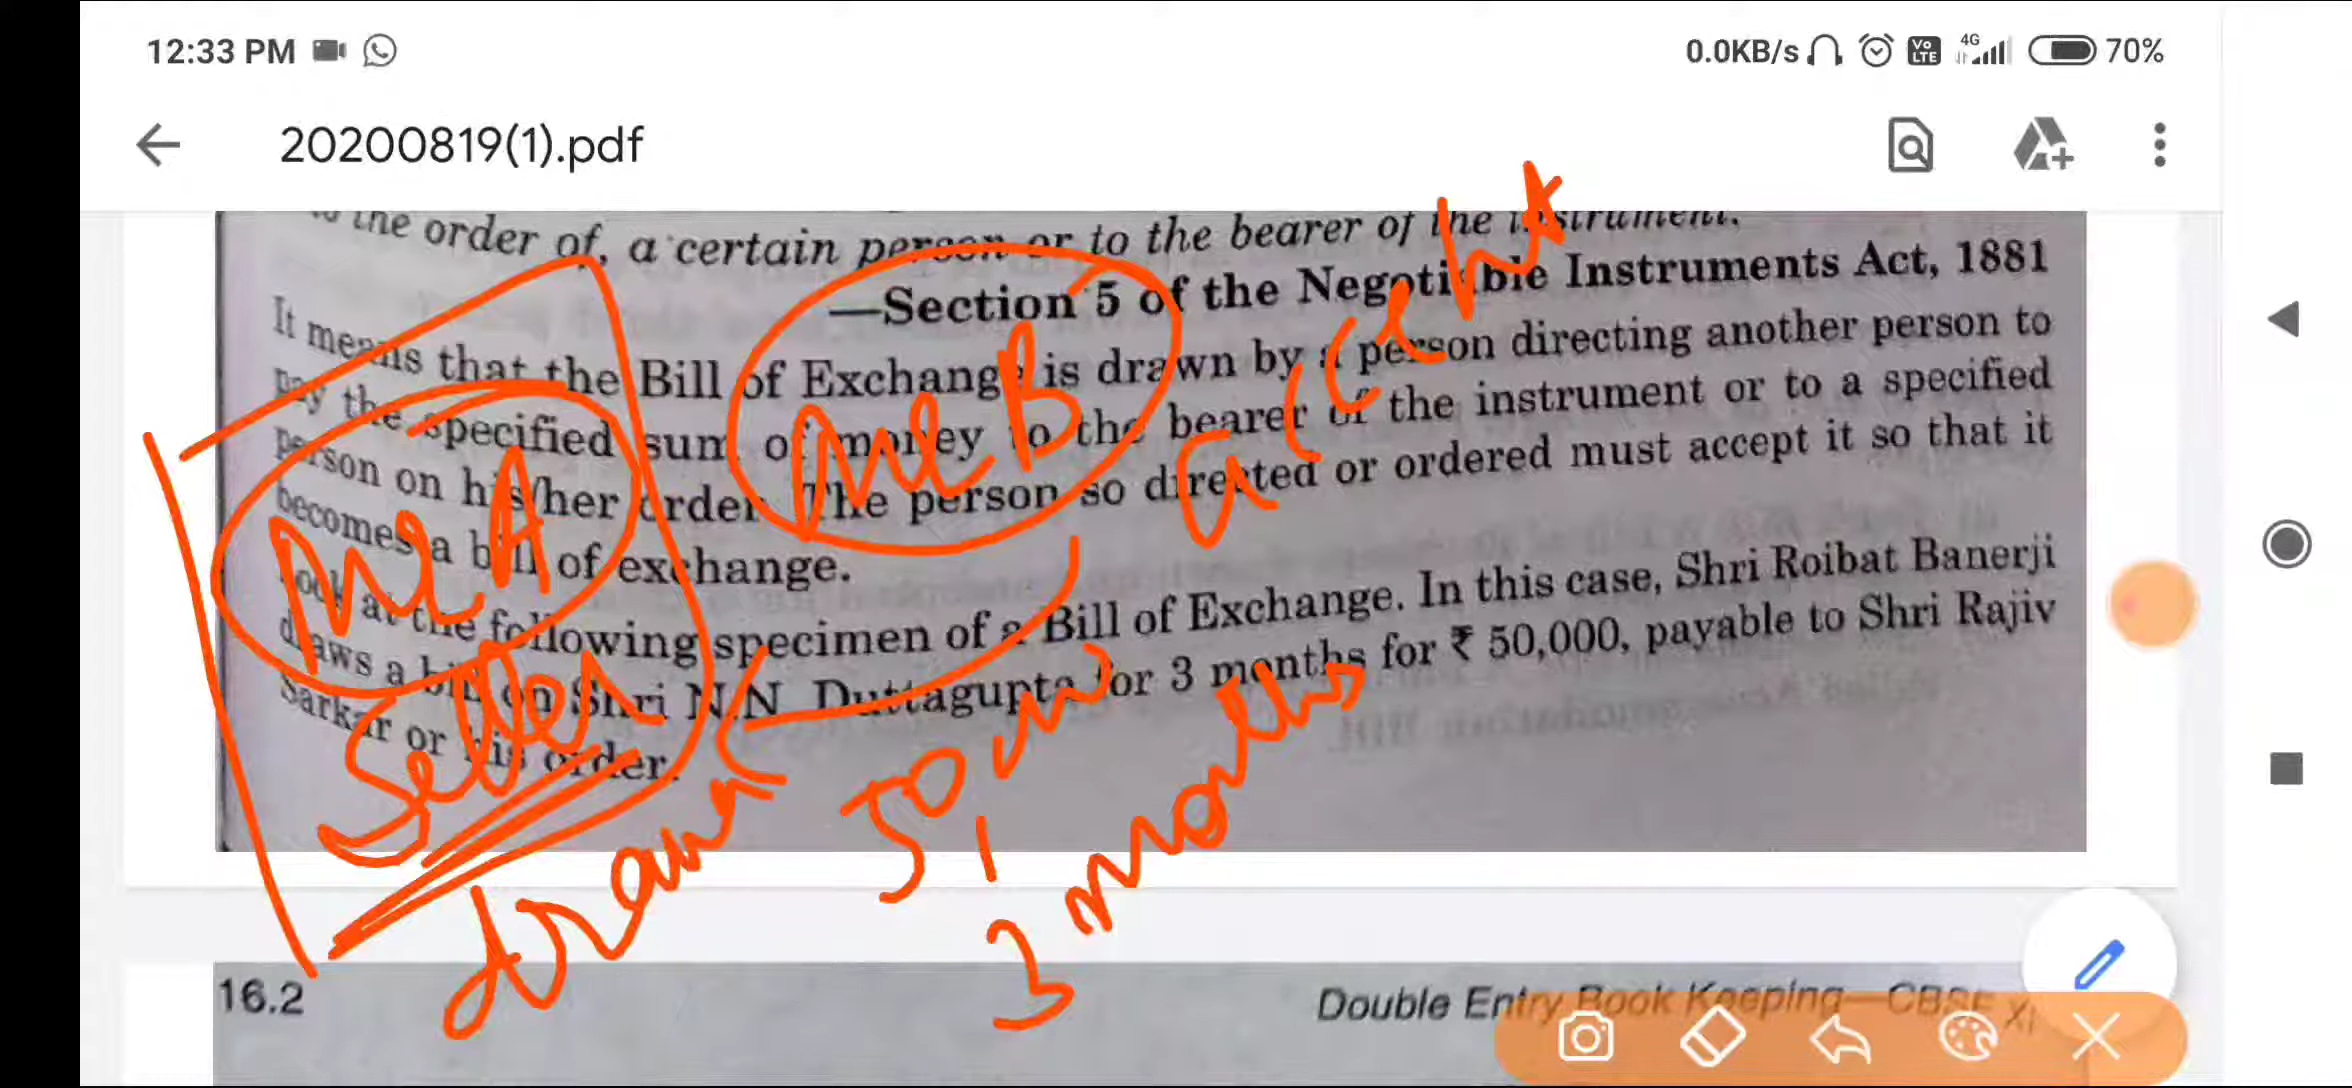 12:33 PM
0.0KB/s 4G Vo LTE 70%
20200819(1).pdf
the order of, a certain person or to the bearer of the instrument.
—Section 5 of the Negotiable Instruments Act, 1881
It means that the Bill of Exchange is drawn by a person directing another person to
pay the specified sum of money to the bearer of the instrument or to a specified
person on his/her order. The person so directed or ordered must accept it so that it
becomes a bill of exchange.
Look at the following specimen of a Bill of Exchange. In this case, Shri Roibat Banerji
draws a bill on Shri N.N. Duttagupta for 3 months for ₹ 50,000, payable to Shri Rajiv
Sarkar or his order.
Mr A
Seller
Mr B
3 months
16.2
Double Entry Book Keeping—CBSE XI